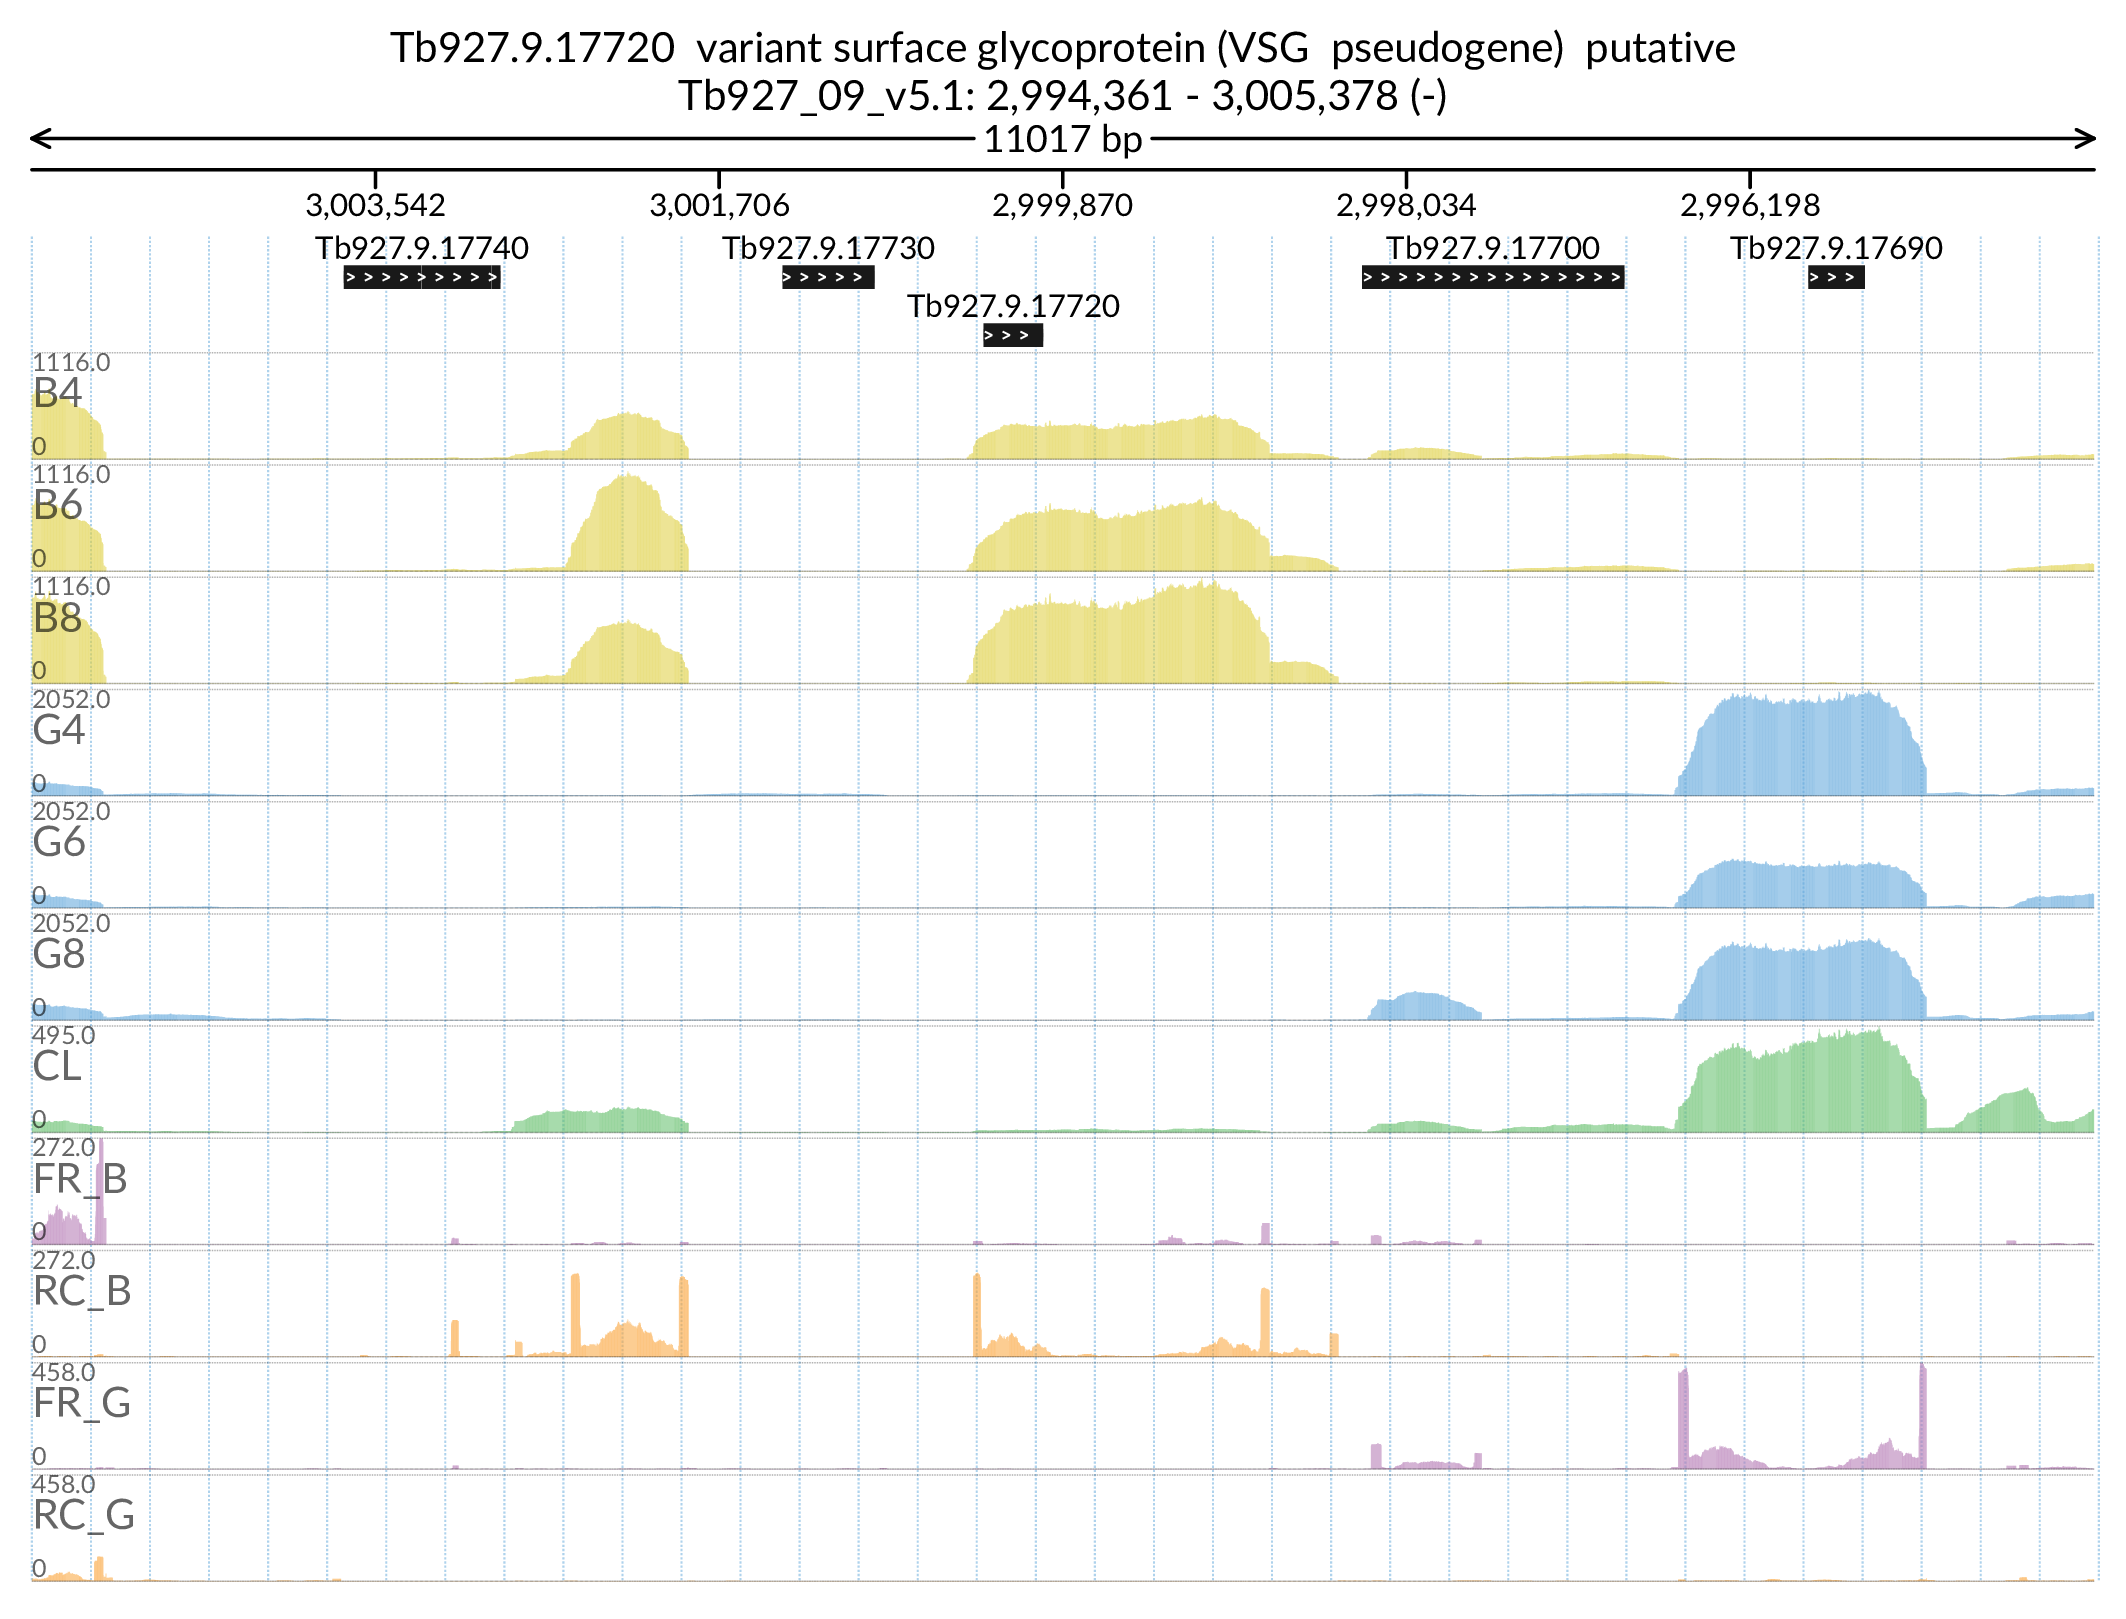 Tb927.9.17720 variant surface glycoprotein (VSG pseudogene) putative
Tb927_09_v5.1: 2,994,361 - 3,005,378 (-)
11017 bp
3,003,542 3,001,706 2,999,870 2,998,034 2,996,198
Tb927.9.17740 Tb927.9.17730 Tb927.9.17700 Tb927.9.17690
Tb927.9.17720
1116.0
B4
0
1116.0
B6
0
1116.0
B8
0
2052.0
G4
0
2052.0
G6
0
2052.0
G8
0
495.0
CL
0
272.0
FR_B
0
272.0
RC_B
0
458.0
FR_G
0
458.0
RC_G
0